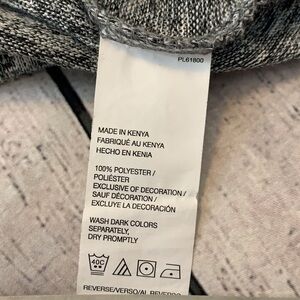 PL61800
MADE IN KENYA
FABRIQUÉ AU KENYA
HECHO EN KENIA
100% POLYESTER /
POLIÉSTER
EXCLUSIVE OF DECORATION /
SAUF DÉCORATION /
EXCLUYE LA DECORACIÓN
WASH DARK COLORS
SEPARATELY,
DRY PROMPTLY
40C
REVERSE/VERSO/AL REVERSO